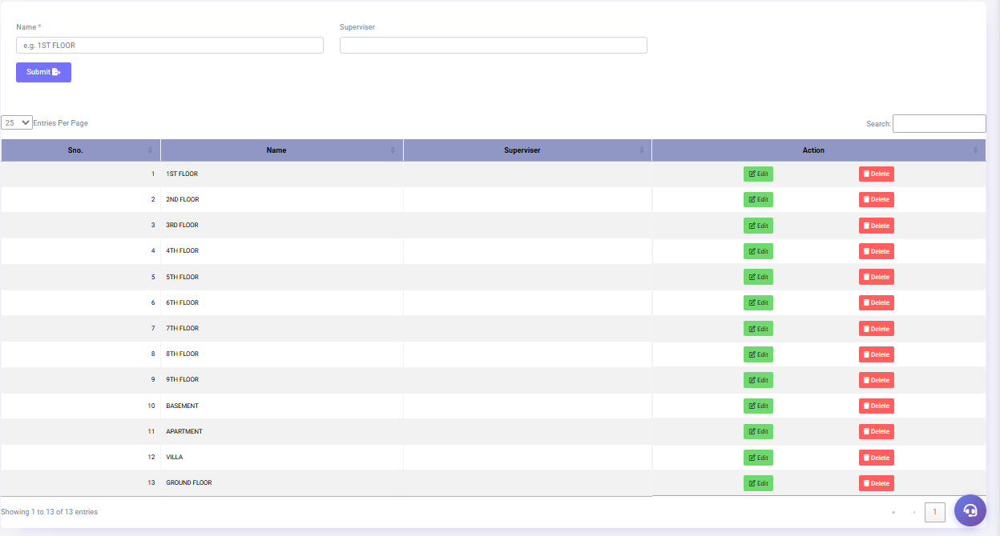 Name * Superviser
e.g. 1ST FLOOR
Submit
25 Entries Per Page Search:
Sno. Name Superviser Action
1 1ST FLOOR Edit Delete
2 2ND FLOOR Edit Delete
3 3RD FLOOR Edit Delete
4 4TH FLOOR Edit Delete
5 5TH FLOOR Edit Delete
6 6TH FLOOR Edit Delete
7 7TH FLOOR Edit Delete
8 8TH FLOOR Edit Delete
9 9TH FLOOR Edit Delete
10 BASEMENT Edit Delete
11 APARTMENT Edit Delete
12 VILLA Edit Delete
13 GROUND FLOOR Edit Delete
Showing 1 to 13 of 13 entries « ‹ 1